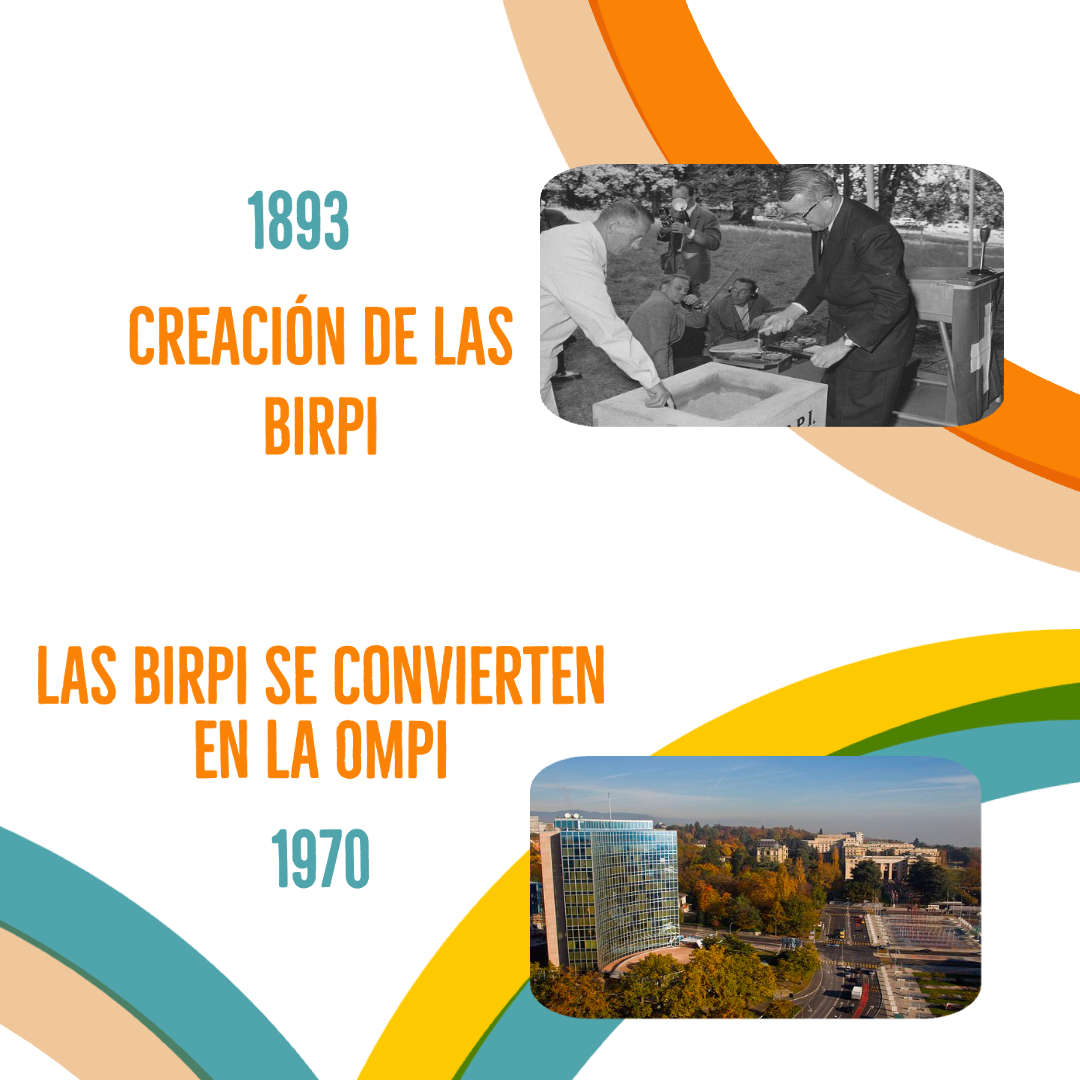 1893
CREACIÓN DE LAS
BIRPI
LAS BIRPI SE CONVIERTEN
EN LA OMPI
1970